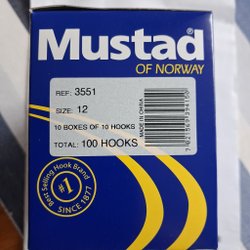 Mustad®
OF NORWAY
REF: 3551
SIZE: 12
10 BOXES OF 10 HOOKS
TOTAL: 100 HOOKS
MADE IN CHINA
Best Selling Hook Brand
#1
SINCE 1877